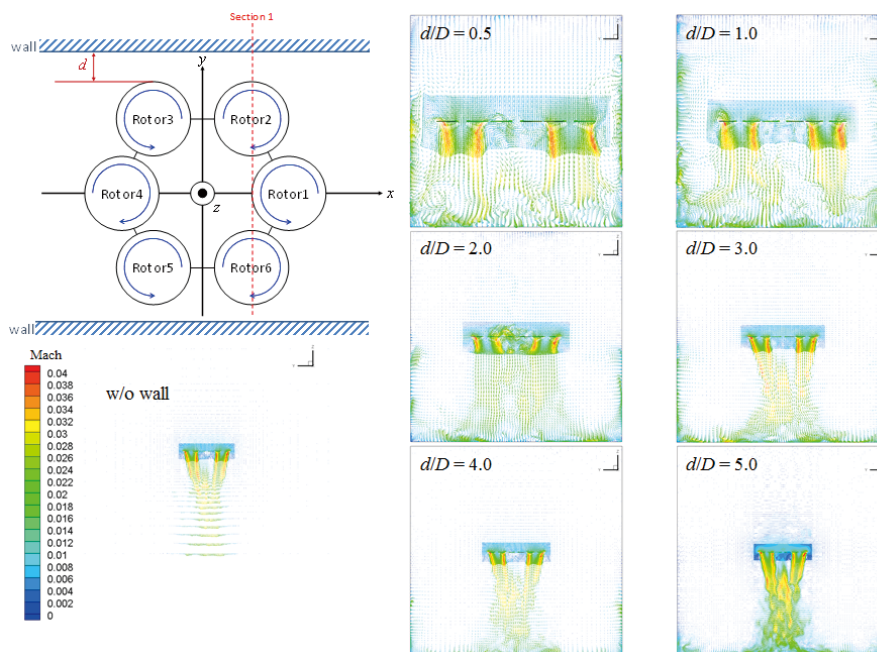 Section 1
wall
d
y
Rotor3
Rotor2
Rotor4
Rotor1
x
z
Rotor5
Rotor6
wall
Mach
0.04
0.038
0.036
0.034
0.032
0.03
0.028
0.026
0.024
0.022
0.02
0.018
0.016
0.014
0.012
0.01
0.008
0.006
0.004
0.002
0
w/o wall
d/D = 0.5
d/D = 1.0
d/D = 2.0
d/D = 3.0
d/D = 4.0
d/D = 5.0